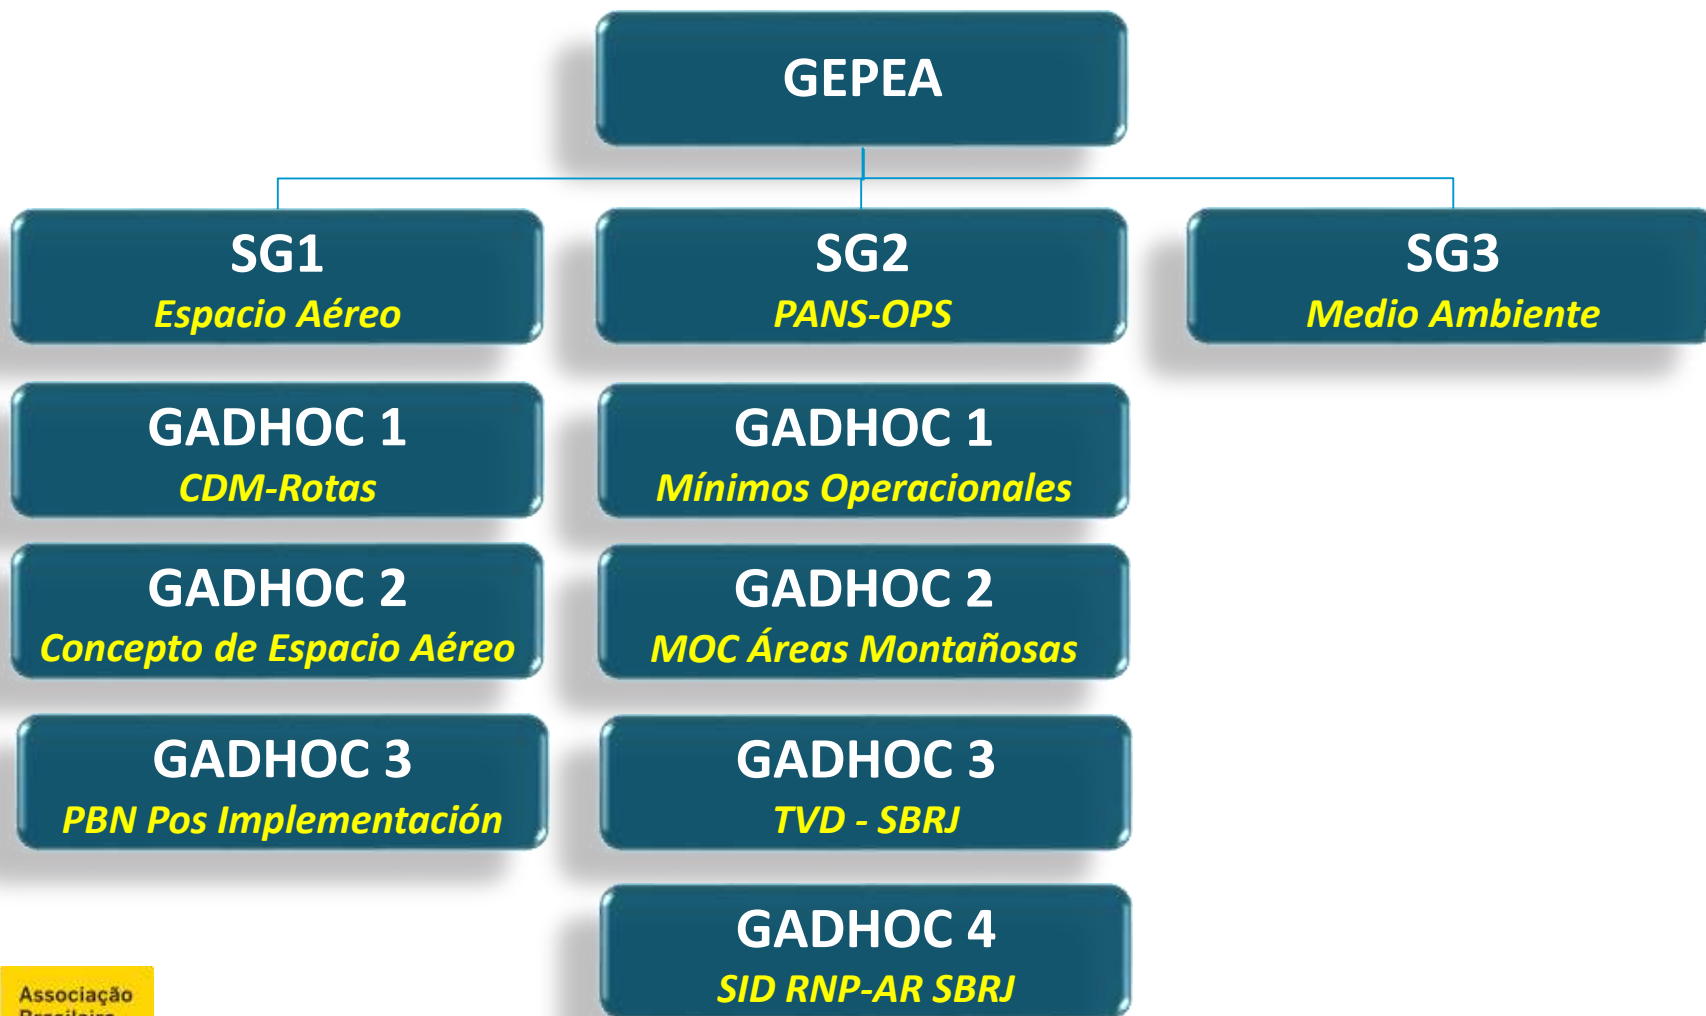 GEPEA
SG1
Espacio Aéreo
SG2
PANS-OPS
SG3
Medio Ambiente
GADHOC 1
CDM-Rotas
GADHOC 1
Mínimos Operacionales
GADHOC 2
Concepto de Espacio Aéreo
GADHOC 2
MOC Áreas Montañosas
GADHOC 3
PBN Pos Implementación
GADHOC 3
TVD - SBRJ
GADHOC 4
SID RNP-AR SBRJ
Associação